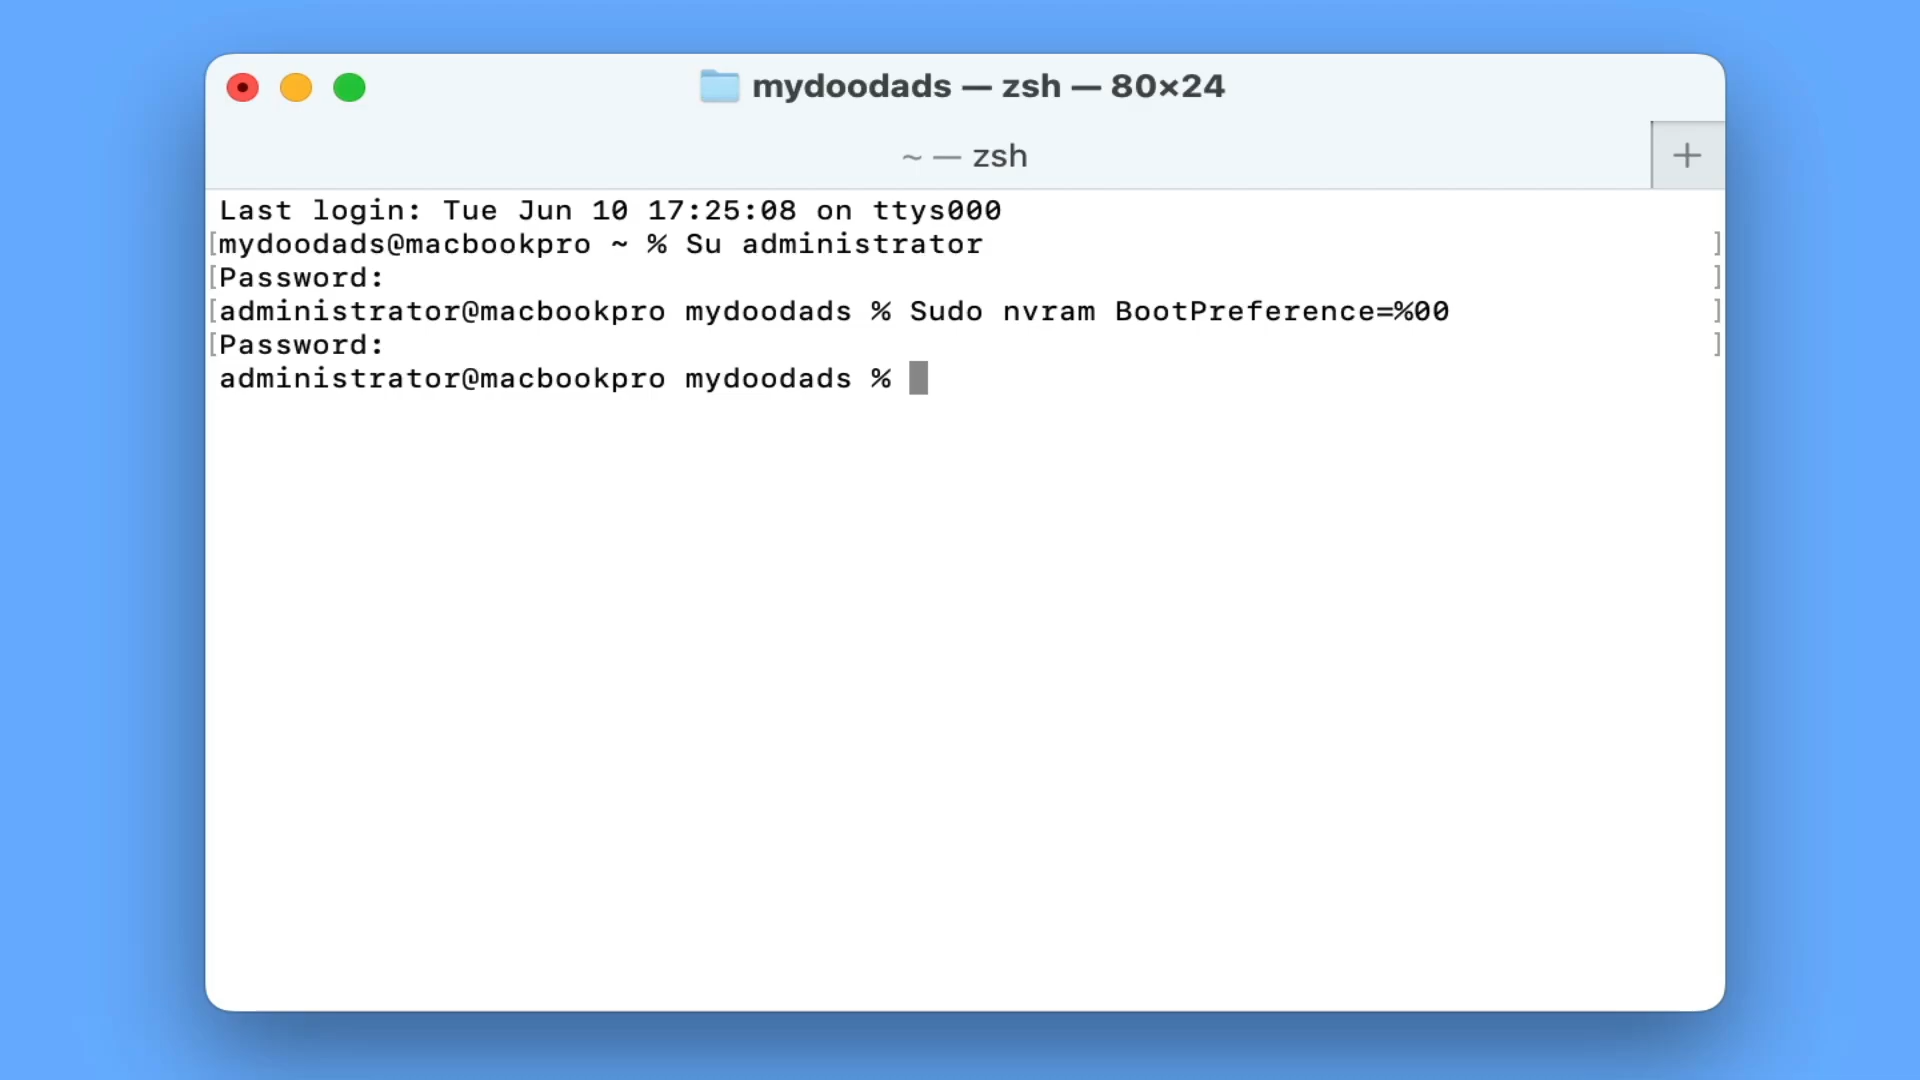 mydoodads — zsh — 80×24
~ — zsh
Last login: Tue Jun 10 17:25:08 on ttys000
[mydoodads@macbookpro ~ % Su administrator ]
[Password: ]
[administrator@macbookpro mydoodads % Sudo nvram BootPreference=%00 ]
[Password: ]
administrator@macbookpro mydoodads %